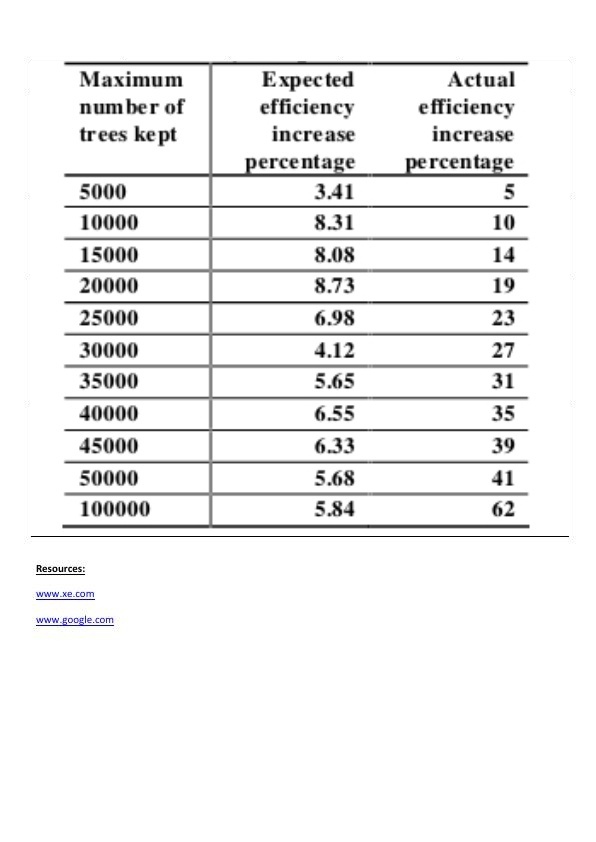 Maximum number of trees kept Expected efficiency increase percentage Actual efficiency increase percentage
5000 3.41 5
10000 8.31 10
15000 8.08 14
20000 8.73 19
25000 6.98 23
30000 4.12 27
35000 5.65 31
40000 6.55 35
45000 6.33 39
50000 5.68 41
100000 5.84 62
Resources:
www.xe.com
www.google.com